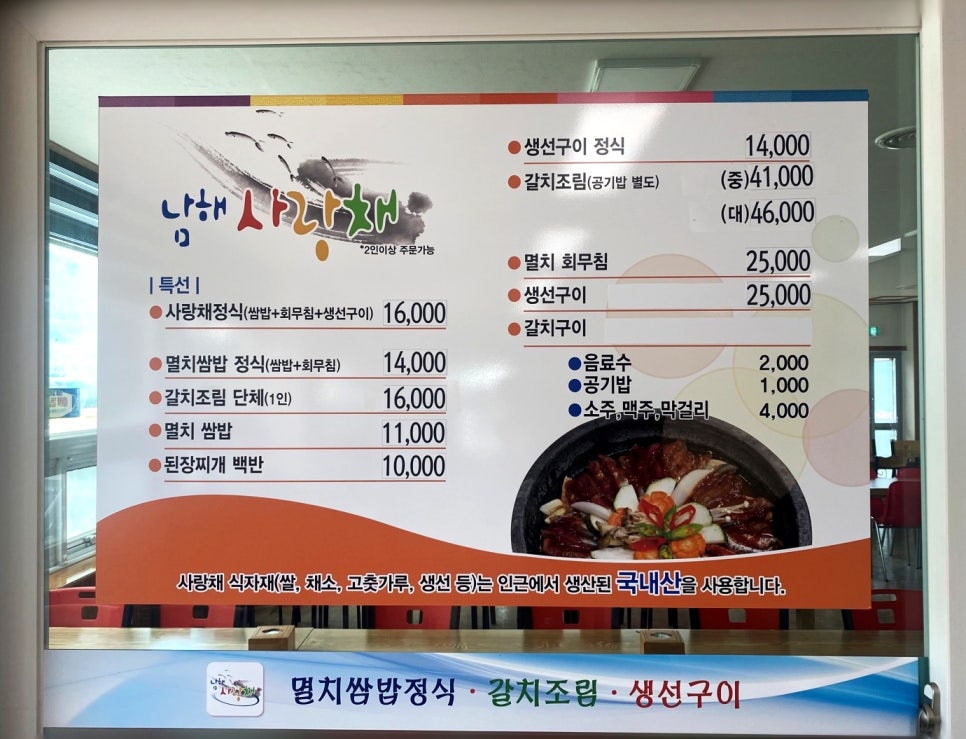 남해 사랑채
*2인이상 주문가능
| 특선 |
사랑채정식(쌈밥+회무침+생선구이) 16,000
멸치쌈밥 정식(쌈밥+회무침) 14,000
갈치조림 단체(1인) 16,000
멸치 쌈밥 11,000
된장찌개 백반 10,000
생선구이 정식 14,000
갈치조림(공기밥 별도) (중)41,000
(대)46,000
멸치 회무침 25,000
생선구이 25,000
갈치구이
음료수 2,000
공기밥 1,000
소주,맥주,막걸리 4,000
사랑채 식자재(쌀, 채소, 고춧가루, 생선 등)는 인근에서 생산된 국내산을 사용합니다.
남해 사랑채
멸치쌈밥정식 · 갈치조림 · 생선구이